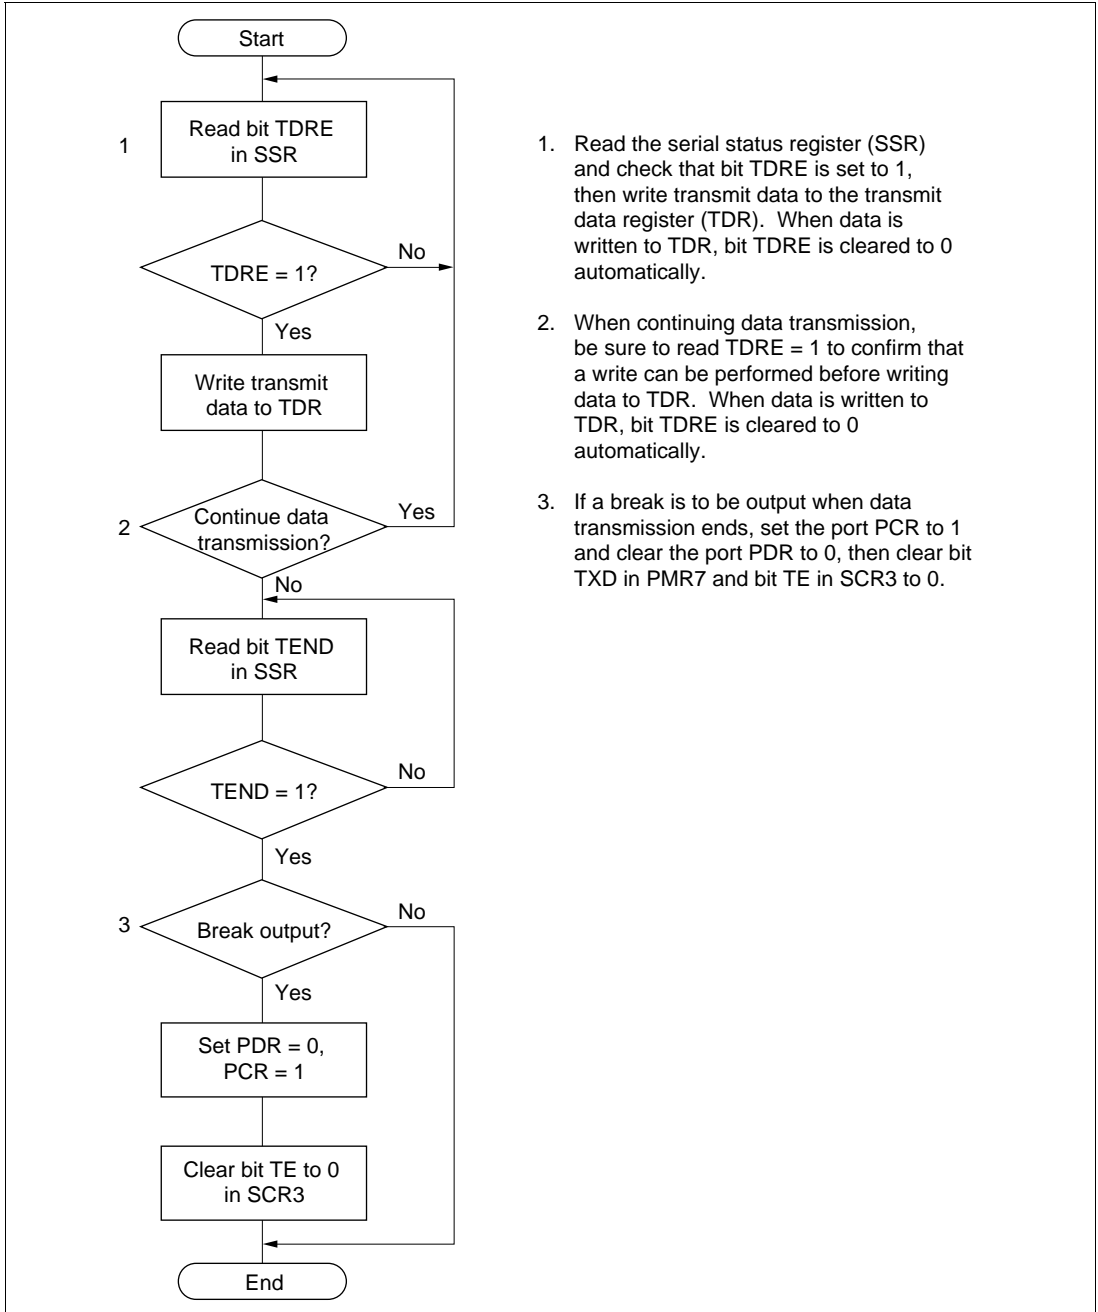 Start
1
Read bit TDRE
in SSR
TDRE = 1?
No
Yes
Write transmit
data to TDR
2
Continue data
transmission?
Yes
No
Read bit TEND
in SSR
TEND = 1?
No
Yes
3
Break output?
No
Yes
Set PDR = 0,
PCR = 1
Clear bit TE to 0
in SCR3
End
1. Read the serial status register (SSR)
and check that bit TDRE is set to 1,
then write transmit data to the transmit
data register (TDR). When data is
written to TDR, bit TDRE is cleared to 0
automatically.
2. When continuing data transmission,
be sure to read TDRE = 1 to confirm that
a write can be performed before writing
data to TDR. When data is written to
TDR, bit TDRE is cleared to 0
automatically.
3. If a break is to be output when data
transmission ends, set the port PCR to 1
and clear the port PDR to 0, then clear bit
TXD in PMR7 and bit TE in SCR3 to 0.